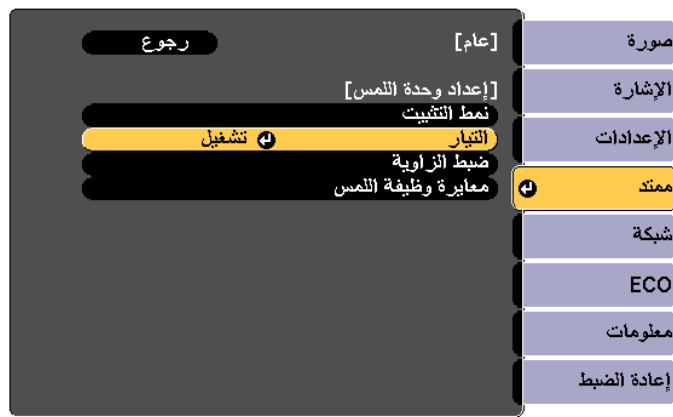 صورة
الإشارة
الإعدادات
ممتد
شبكة
ECO
معلومات
إعادة الضبط
[عام] رجوع
[إعداد وحدة اللمس]
نمط التثبيت
التيار تشغيل
ضبط الزاوية
معايرة وظيفة اللمس